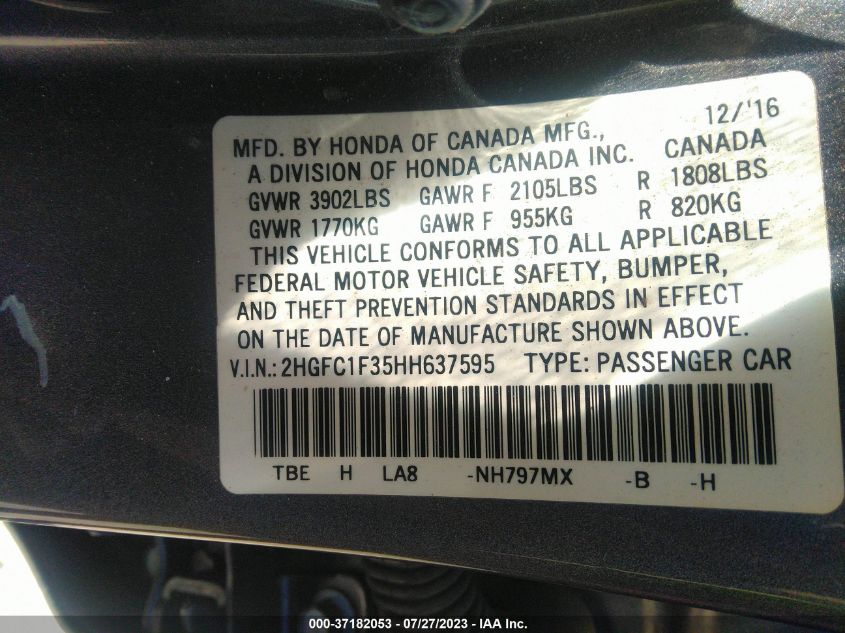 12/'16
MFD. BY HONDA OF CANADA MFG.,
A DIVISION OF HONDA CANADA INC. CANADA
GVWR 3902LBS GAWR F 2105LBS R 1808LBS
GVWR 1770KG GAWR F 955KG R 820KG
THIS VEHICLE CONFORMS TO ALL APPLICABLE
FEDERAL MOTOR VEHICLE SAFETY, BUMPER,
AND THEFT PREVENTION STANDARDS IN EFFECT
ON THE DATE OF MANUFACTURE SHOWN ABOVE.
V.I.N.: 2HGFC1F35HH637595 TYPE: PASSENGER CAR
TBE H LA8 -NH797MX -B -H
000-37182053 / 07/27/2023 - IAA Inc.